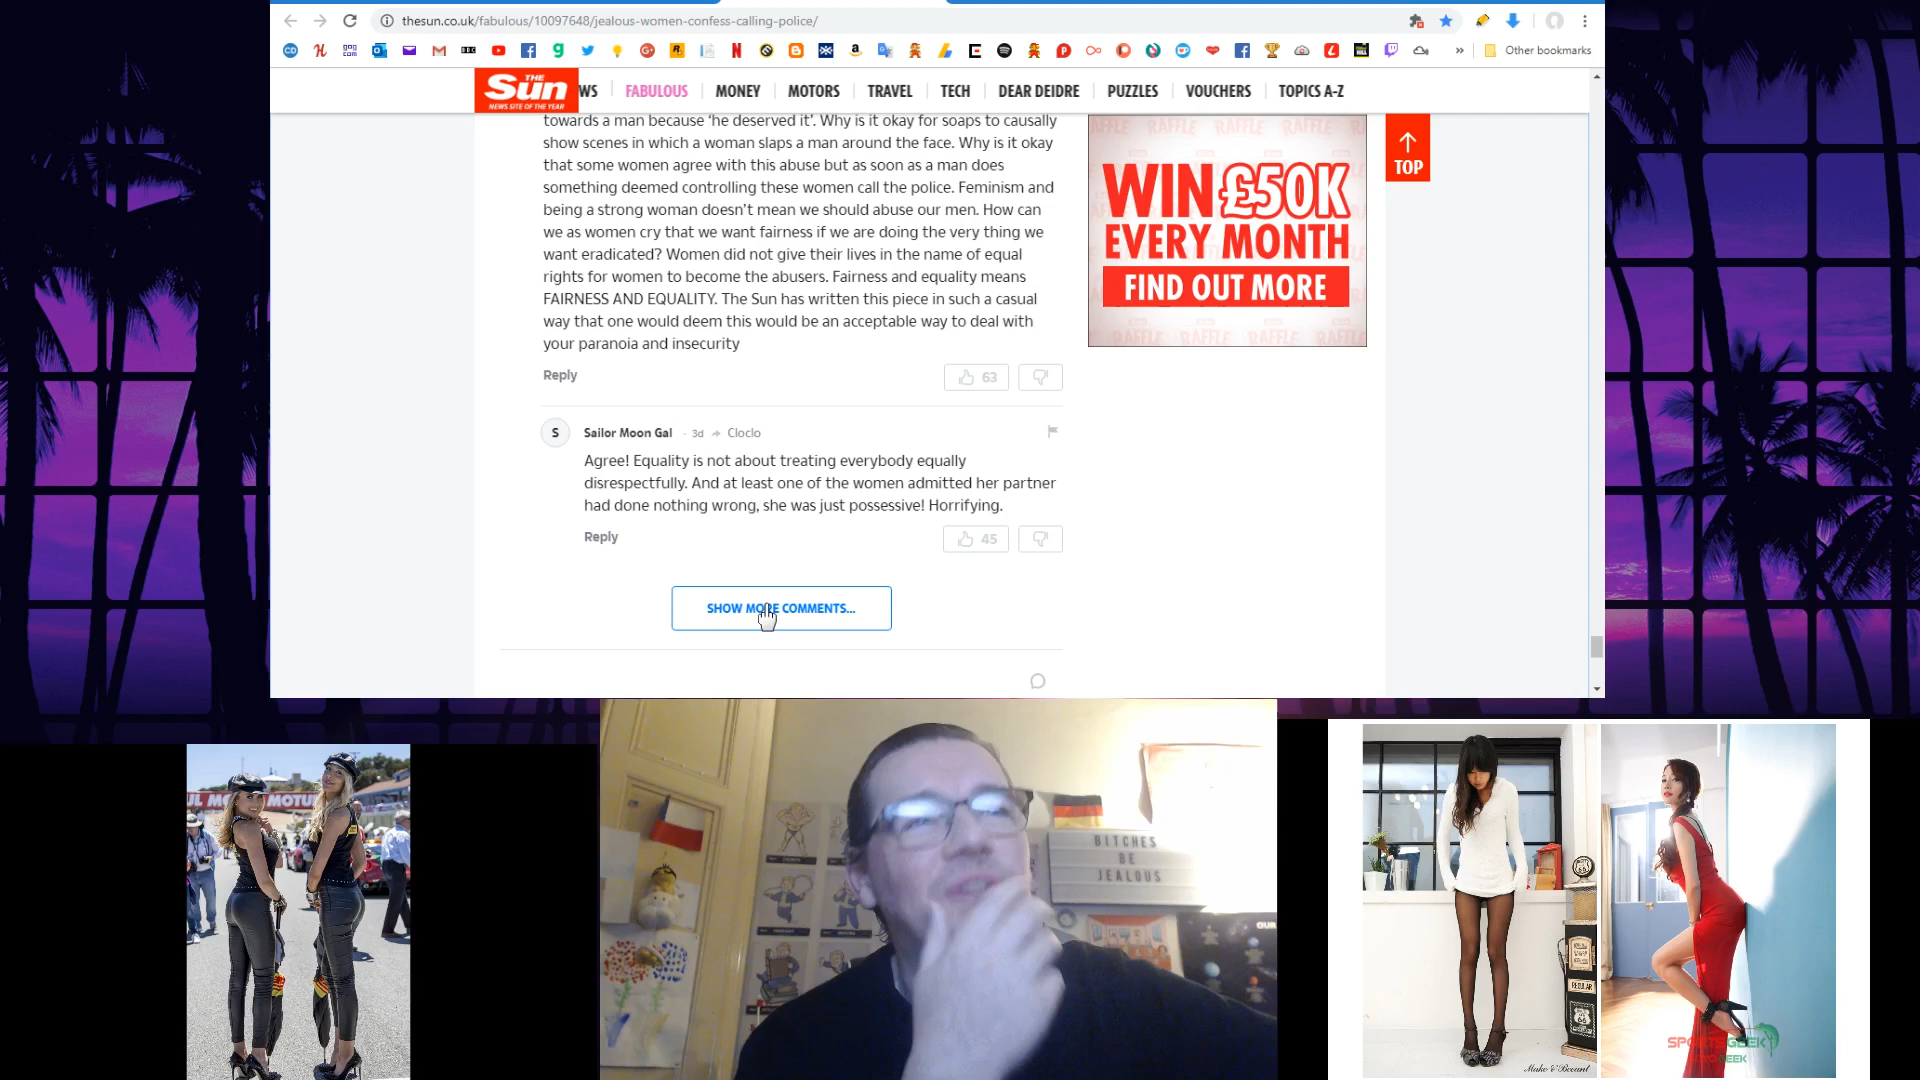 thesun.co.uk/fabulous/10097648/jealous-women-confess-calling-police/
Other bookmarks
THE
Sun
NEWS SITE OF THE YEAR
WS
FABULOUS
MONEY
MOTORS
TRAVEL
TECH
DEAR DEIDRE
PUZZLES
VOUCHERS
TOPICS A-Z
towards a man because ‘he deserved it’. Why is it okay for soaps to causally
show scenes in which a woman slaps a man around the face. Why is it okay
that some women agree with this abuse but as soon as a man does
something deemed controlling these women call the police. Feminism and
being a strong woman doesn’t mean we should abuse our men. How can
we as women cry that we want fairness if we are doing the very thing we
want eradicated? Women did not give their lives in the name of equal
rights for women to become the abusers. Fairness and equality means
FAIRNESS AND EQUALITY. The Sun has written this piece in such a casual
way that one would deem this would be an acceptable way to deal with
your paranoia and insecurity
Reply
63
S
Sailor Moon Gal · 3d Cloclo
Agree! Equality is not about treating everybody equally
disrespectfully. And at least one of the women admitted her partner
had done nothing wrong, she was just possessive! Horrifying.
Reply
45
SHOW MORE COMMENTS...
RAFFLE RAFFLE
WIN £50K
EVERY MONTH
FIND OUT MORE
RAFFLE RAFFLE RAFFLE
TOP
MOTUL
BITCHES
BE
JEALOUS
OUR
REGULAR
66
SPORTSGEEK
GEEK